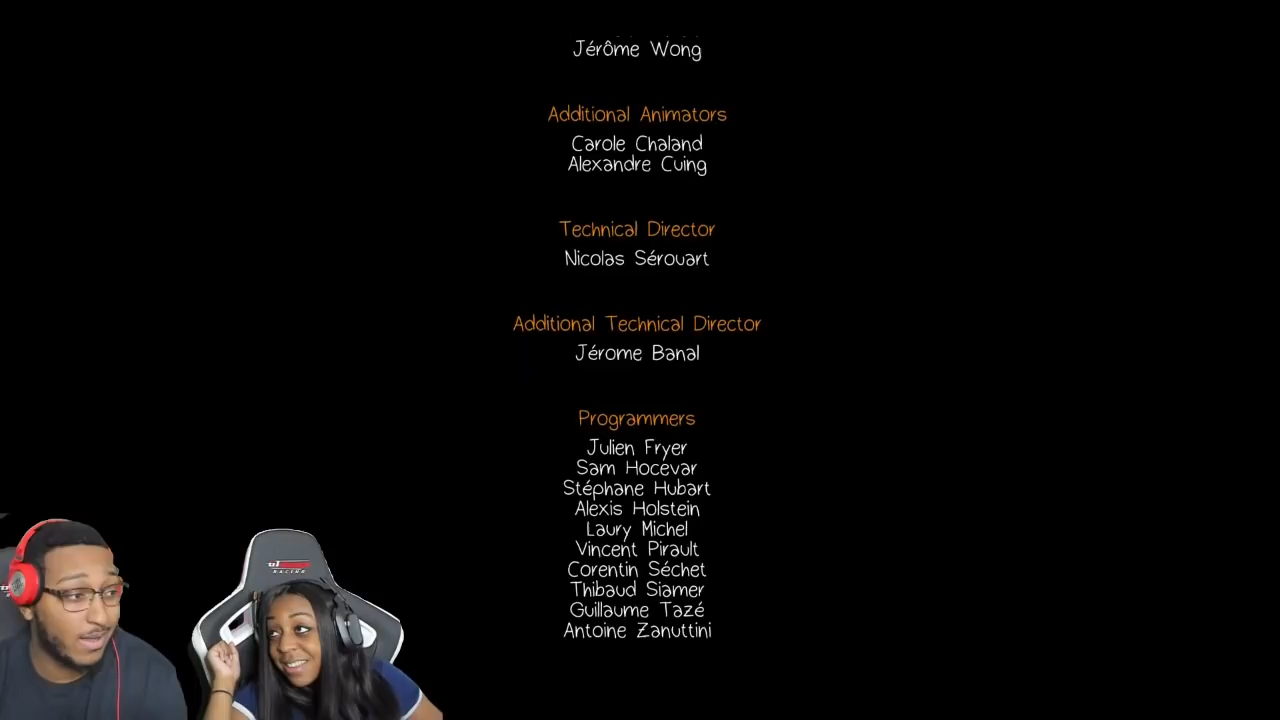 Jérôme Wong
Additional Animators
Carole Chaland
Alexandre Cuing
Technical Director
Nicolas Sérouart
Additional Technical Director
Jérome Banal
Programmers
Julien Fryer
Sam Hocevar
Stéphane Hubart
Alexis Holstein
Laury Michel
Vincent Pirault
Corentin Séchet
Thibaud Siamer
Guillaume Tazé
Antoine Zanuttini
RACING